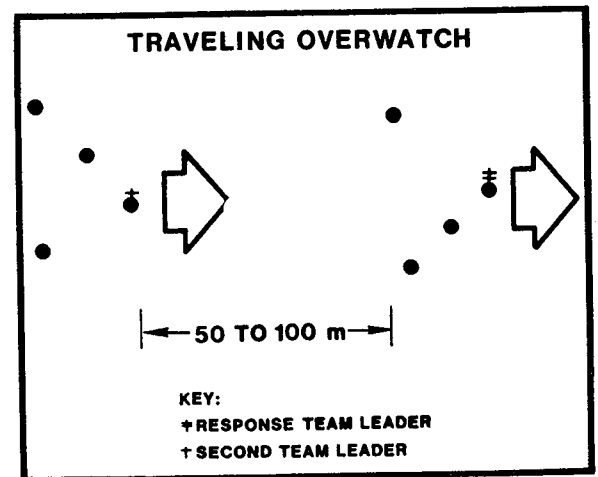 TRAVELING OVERWATCH
50 TO 100 m
KEY:
‡RESPONSE TEAM LEADER
†SECOND TEAM LEADER